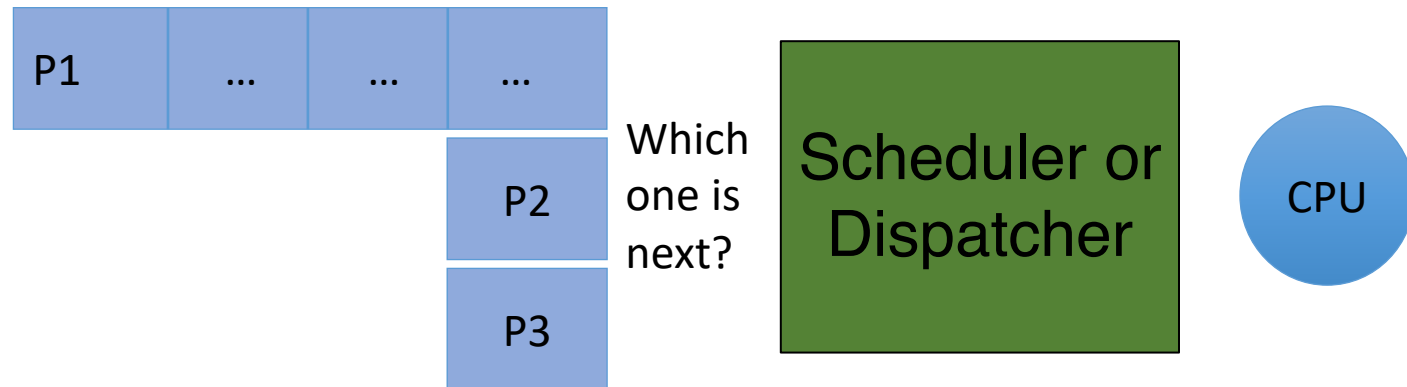 P1 … … …
Which
one is
next?
P2
P3
Scheduler or
Dispatcher
CPU